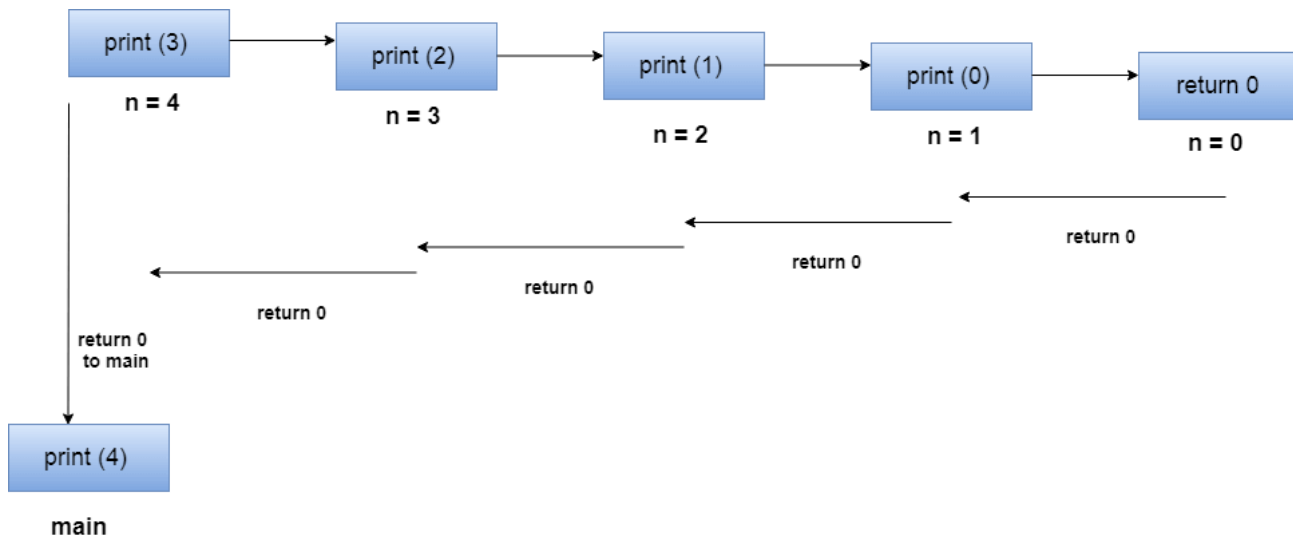 print (3)
print (2)
print (1)
print (0)
return 0
n = 4
n = 3
n = 2
n = 1
n = 0
return 0
return 0
return 0
return 0
return 0
to main
print (4)
main